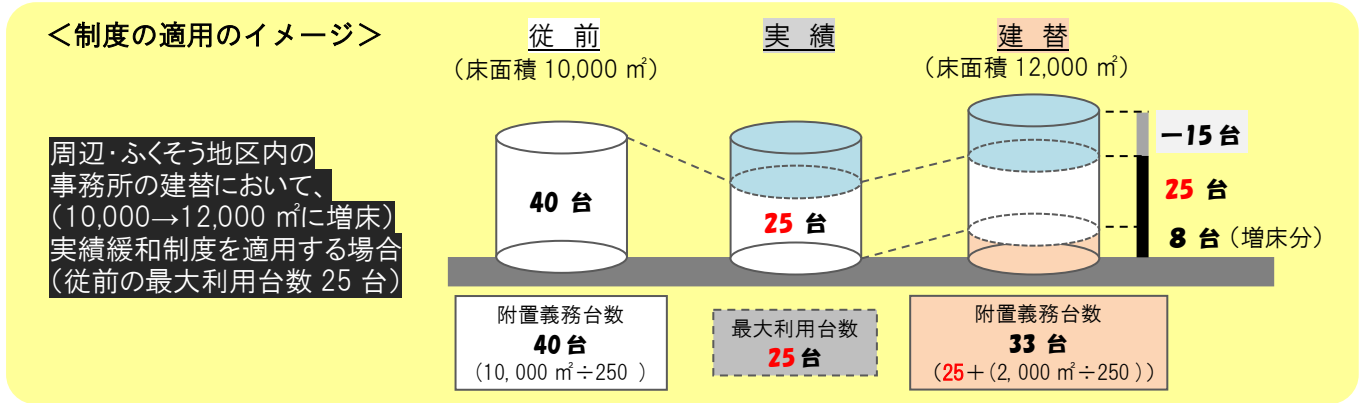 ＜制度の適用のイメージ＞
従 前
（床面積 10,000 ㎡）
実 績
建 替
（床面積 12,000 ㎡）
周辺・ふくそう地区内の
事務所の建替において、
（10,000→12,000 ㎡に増床）
実績緩和制度を適用する場合
（従前の最大利用台数 25 台）
40 台
25 台
－15 台
25 台
8 台（増床分）
附置義務台数
40 台
（10, 000 ㎡÷250 ）
最大利用台数
25 台
附置義務台数
33 台
（25＋（2, 000 ㎡÷250 ））